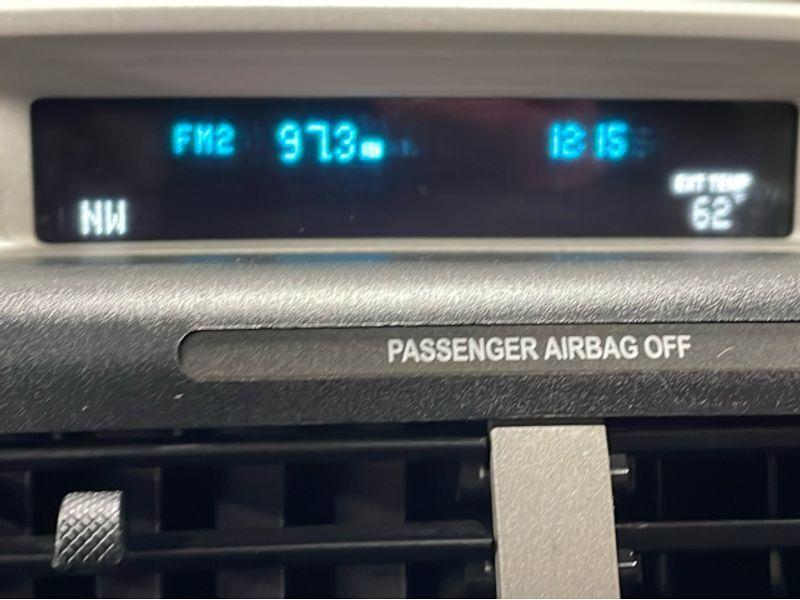 FM2 97.3 12:15
EXT TEMP
NW 62°
PASSENGER AIRBAG OFF